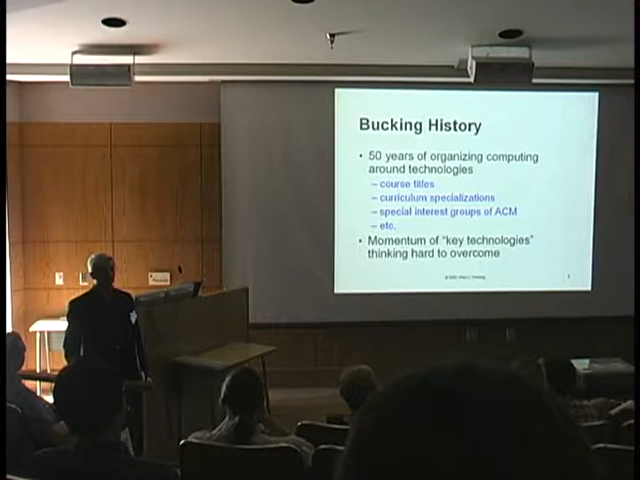 Bucking History
• 50 years of organizing computing
around technologies
– course titles
– curriculum specializations
– special interest groups of ACM
– etc.
• Momentum of "key technologies"
thinking hard to overcome